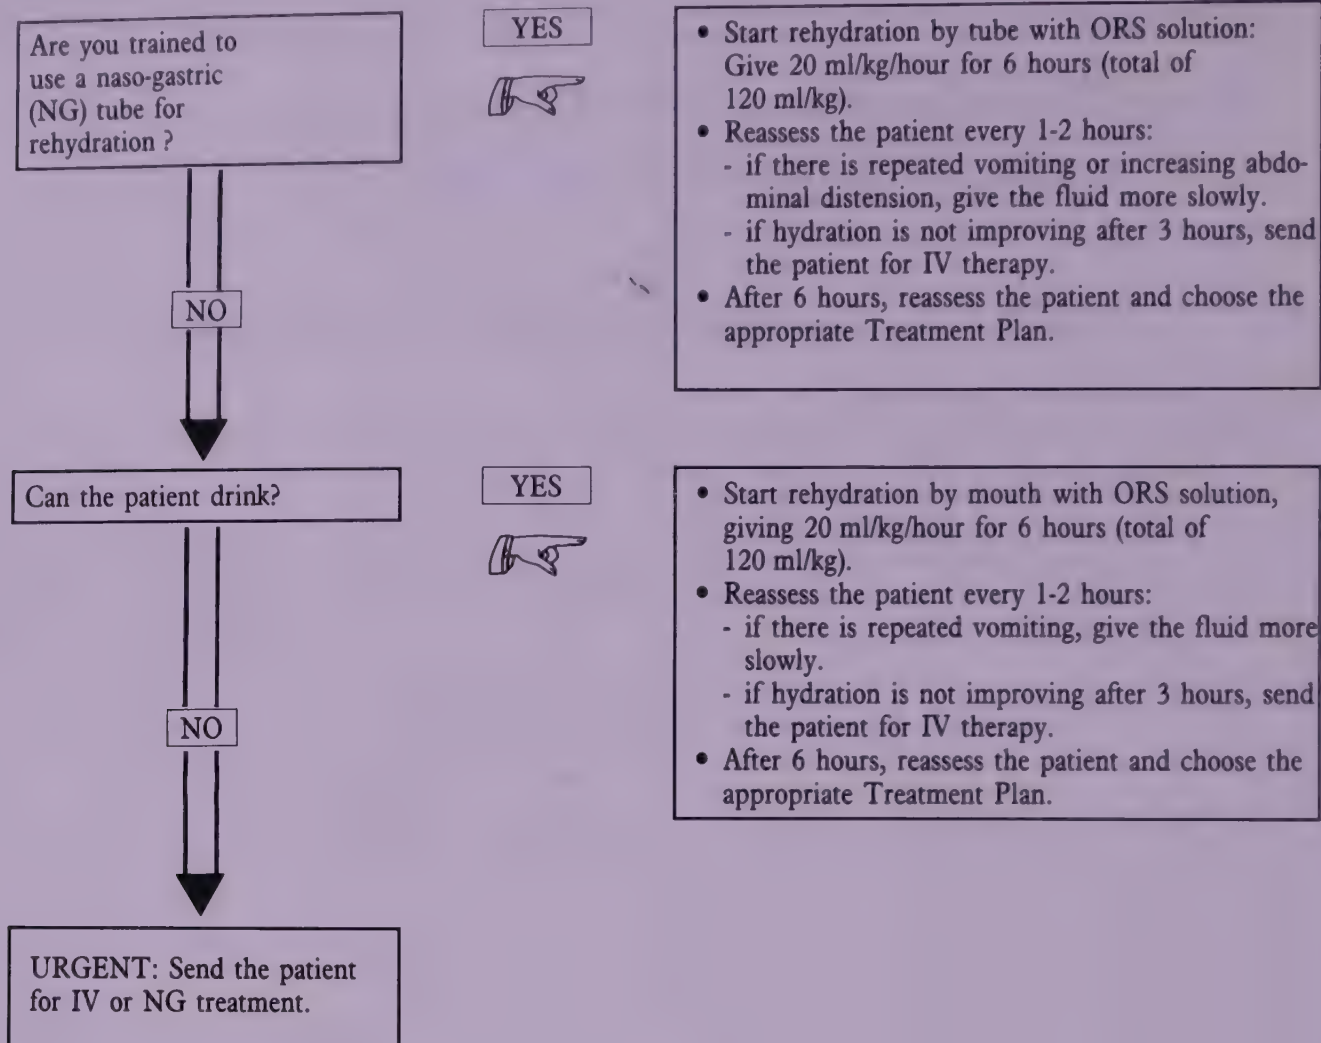 Are you trained to
use a naso-gastric
(NG) tube for
rehydration ?
YES
• Start rehydration by tube with ORS solution:
Give 20 ml/kg/hour for 6 hours (total of
120 ml/kg).
• Reassess the patient every 1-2 hours:
- if there is repeated vomiting or increasing abdo-
minal distension, give the fluid more slowly.
- if hydration is not improving after 3 hours, send
the patient for IV therapy.
• After 6 hours, reassess the patient and choose the
appropriate Treatment Plan.
NO
Can the patient drink?
YES
• Start rehydration by mouth with ORS solution,
giving 20 ml/kg/hour for 6 hours (total of
120 ml/kg).
• Reassess the patient every 1-2 hours:
- if there is repeated vomiting, give the fluid more
slowly.
- if hydration is not improving after 3 hours, send
the patient for IV therapy.
• After 6 hours, reassess the patient and choose the
appropriate Treatment Plan.
NO
URGENT: Send the patient
for IV or NG treatment.